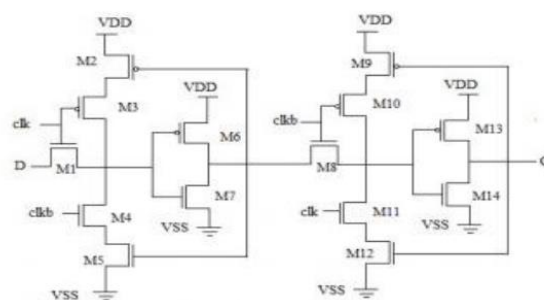 VDD
M2
M3
clk
D
M1
clkb
M4
M5
VSS
VDD
M6
M7
VSS
VDD
M9
clkb
M10
M8
clk
M11
M12
VSS
VDD
M13
M14
VSS